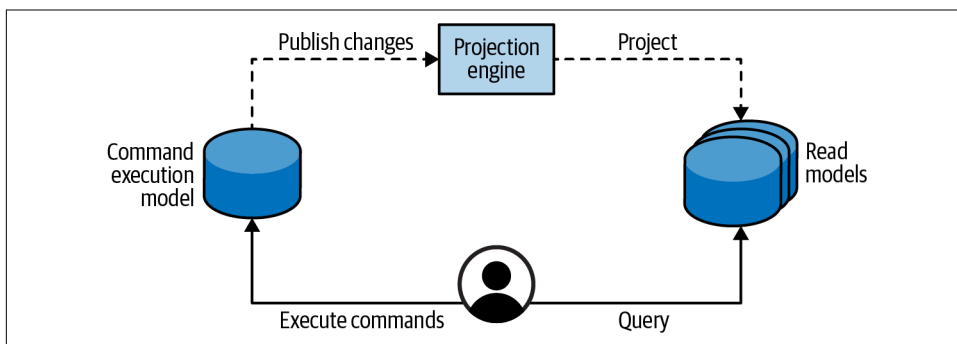 Publish changes
Projection
engine
Project
Command
execution
model
Read
models
Execute commands
Query